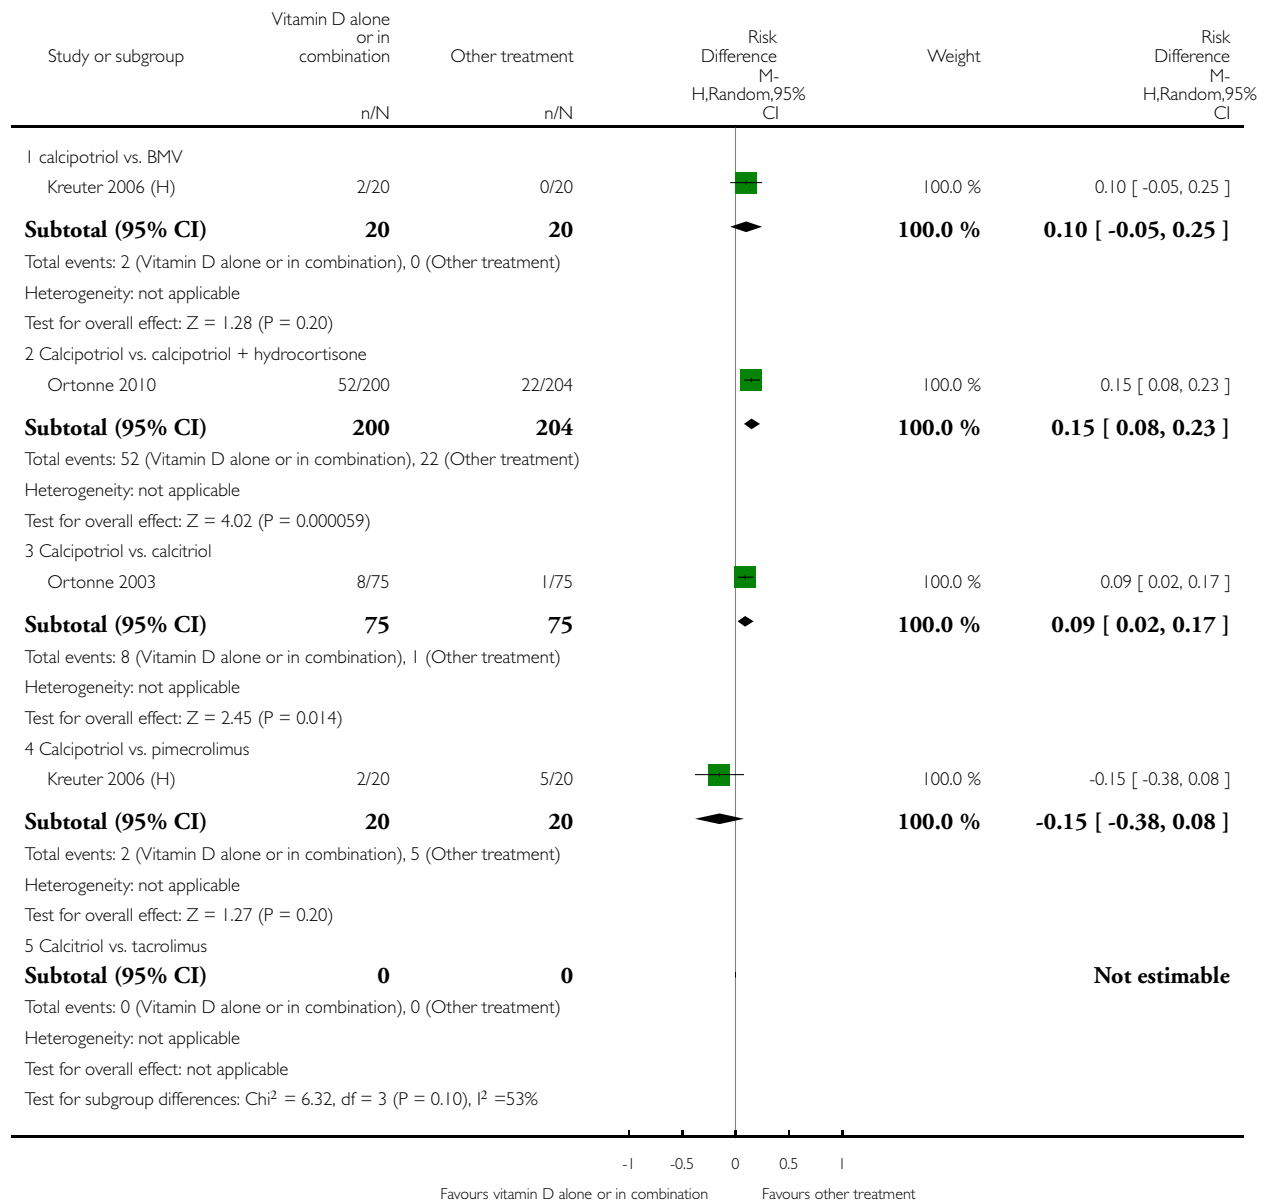 Vitamin D alone
or in
combination
Study or subgroup
Other treatment
Risk
Difference
M-
H,Random,95%
CI
Weight
Risk
Difference
M-
H,Random,95%
CI
n/N n/N
1 calcipotriol vs. BMV
Kreuter 2006 (H) 2/20 0/20 100.0 % 0.10 [ -0.05, 0.25 ]
Subtotal (95% CI) 20 20 100.0 % 0.10 [ -0.05, 0.25 ]
Total events: 2 (Vitamin D alone or in combination), 0 (Other treatment)
Heterogeneity: not applicable
Test for overall effect: Z = 1.28 (P = 0.20)
2 Calcipotriol vs. calcipotriol + hydrocortisone
Ortonne 2010 52/200 22/204 100.0 % 0.15 [ 0.08, 0.23 ]
Subtotal (95% CI) 200 204 100.0 % 0.15 [ 0.08, 0.23 ]
Total events: 52 (Vitamin D alone or in combination), 22 (Other treatment)
Heterogeneity: not applicable
Test for overall effect: Z = 4.02 (P = 0.000059)
3 Calcipotriol vs. calcitriol
Ortonne 2003 8/75 1/75 100.0 % 0.09 [ 0.02, 0.17 ]
Subtotal (95% CI) 75 75 100.0 % 0.09 [ 0.02, 0.17 ]
Total events: 8 (Vitamin D alone or in combination), 1 (Other treatment)
Heterogeneity: not applicable
Test for overall effect: Z = 2.45 (P = 0.014)
4 Calcipotriol vs. pimecrolimus
Kreuter 2006 (H) 2/20 5/20 100.0 % -0.15 [ -0.38, 0.08 ]
Subtotal (95% CI) 20 20 100.0 % -0.15 [ -0.38, 0.08 ]
Total events: 2 (Vitamin D alone or in combination), 5 (Other treatment)
Heterogeneity: not applicable
Test for overall effect: Z = 1.27 (P = 0.20)
5 Calcitriol vs. tacrolimus
Subtotal (95% CI) 0 0 Not estimable
Total events: 0 (Vitamin D alone or in combination), 0 (Other treatment)
Heterogeneity: not applicable
Test for overall effect: not applicable
Test for subgroup differences: Chi² = 6.32, df = 3 (P = 0.10), I² =53%
-1 -0.5 0 0.5 1
Favours vitamin D alone or in combination Favours other treatment